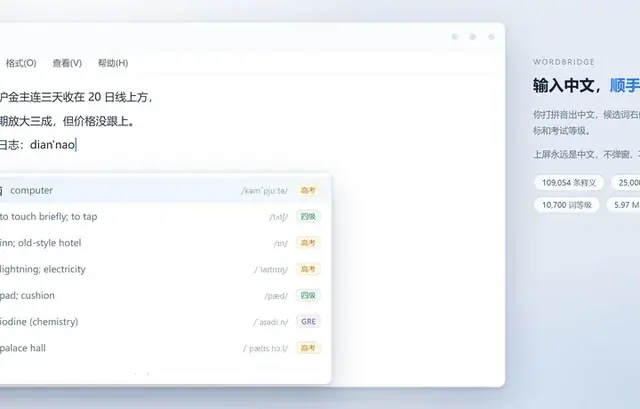 格式(O) 查看(V) 帮助(H)
沪金主连三天收在 20 日线上方，
期放大三成，但价格没跟上。
日志：dian'nao
computer /kəmˈpjuːtə/ 高考
to touch briefly; to tap /tʌtʃ/ 四级
inn; old-style hotel /ɪn/ 高考
lightning; electricity /ˈlaɪtnɪŋ/ 高考
pad; cushion /pæd/ 四级
iodine (chemistry) GRE
palace hall /ˈpælɪs hɔːl/ 高考
WORDBRIDGE
输入中文，顺手
你打拼音出中文，候选词右
标和考试等级。
上屏永远是中文，不弹窗、
109,054 条释义 25,000
10,700 词等级 5.97 M